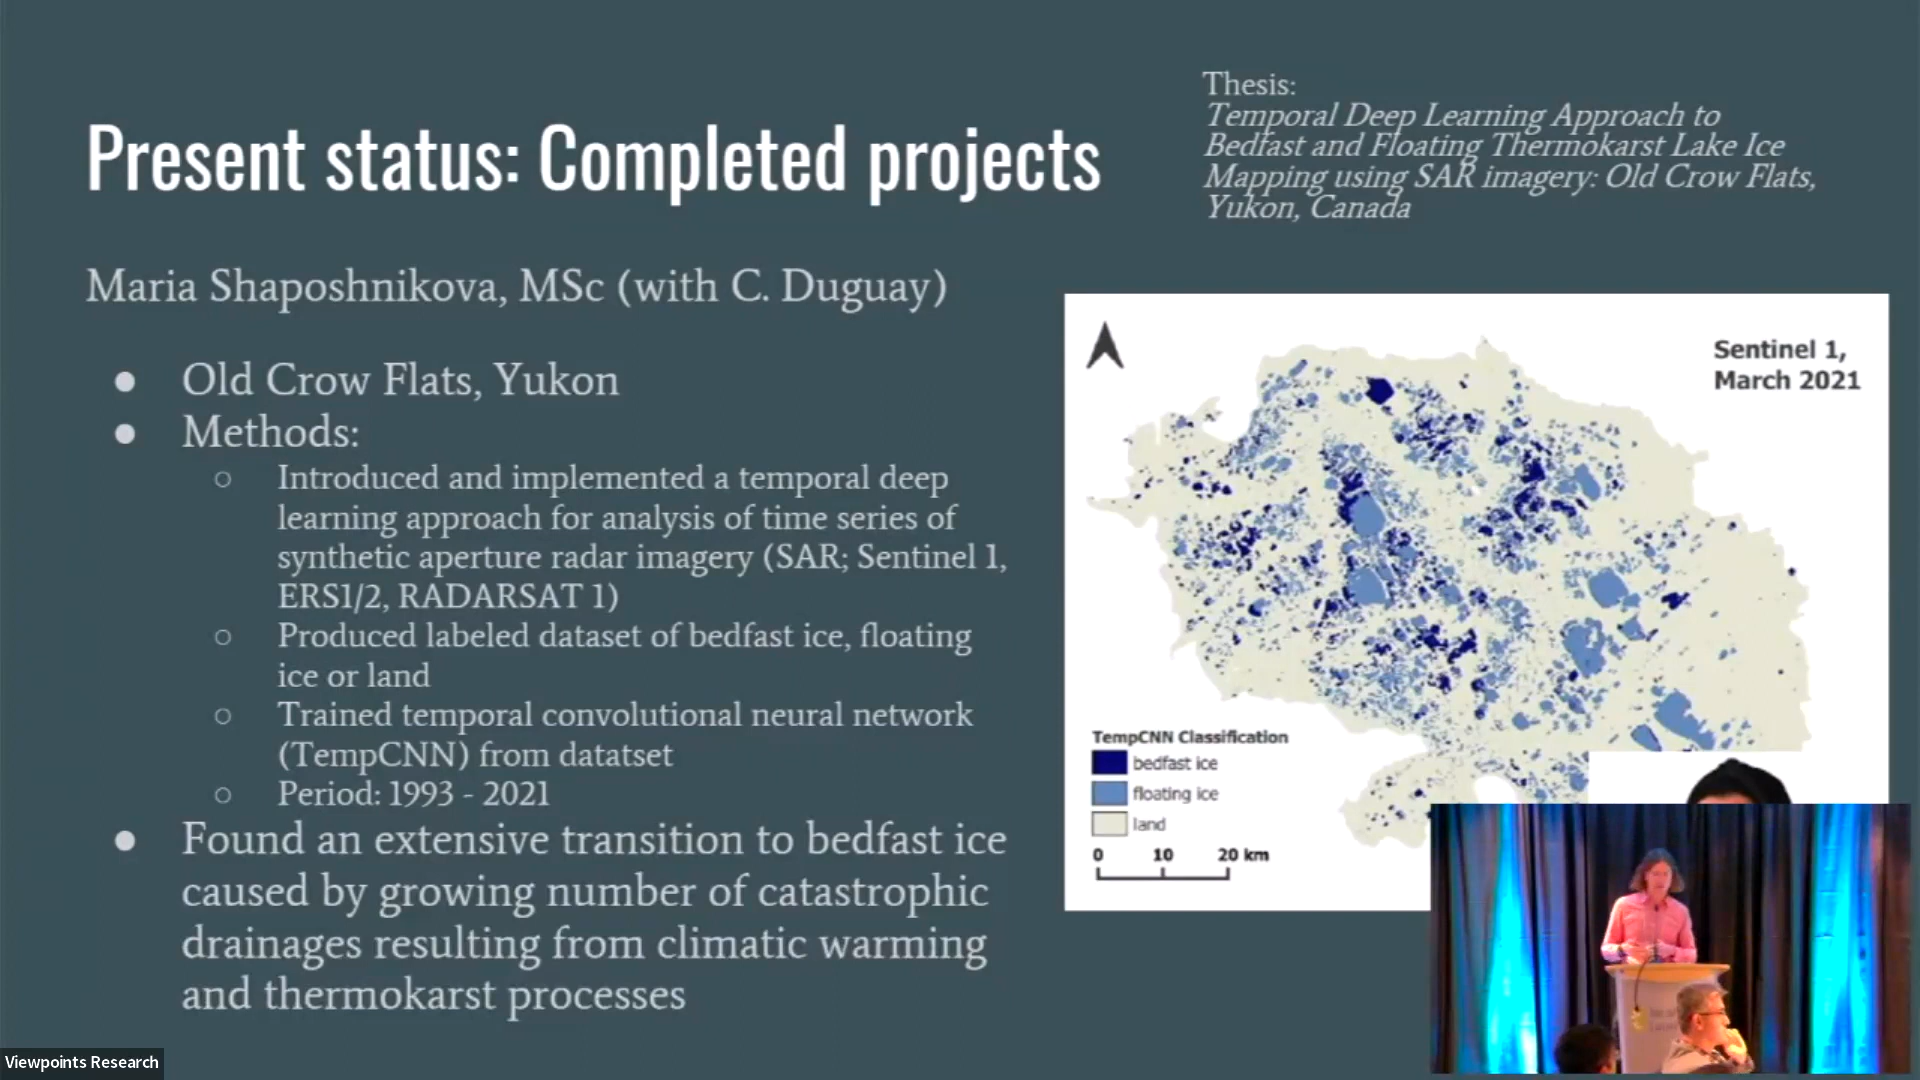 Thesis:
Temporal Deep Learning Approach to
Bedfast and Floating Thermokarst Lake Ice
Mapping using SAR imagery: Old Crow Flats,
Yukon, Canada
Present status: Completed projects
Maria Shaposhnikova, MSc (with C. Duguay)
● Old Crow Flats, Yukon
● Methods:
○ Introduced and implemented a temporal deep
learning approach for analysis of time series of
synthetic aperture radar imagery (SAR; Sentinel 1,
ERS1/2, RADARSAT 1)
○ Produced labeled dataset of bedfast ice, floating
ice or land
○ Trained temporal convolutional neural network
(TempCNN) from datatset
○ Period: 1993 - 2021
● Found an extensive transition to bedfast ice
caused by growing number of catastrophic
drainages resulting from climatic warming
and thermokarst processes
Sentinel 1,
March 2021
TempCNN Classification
bedfast ice
floating ice
land
0 10 20 km
Viewpoints Research